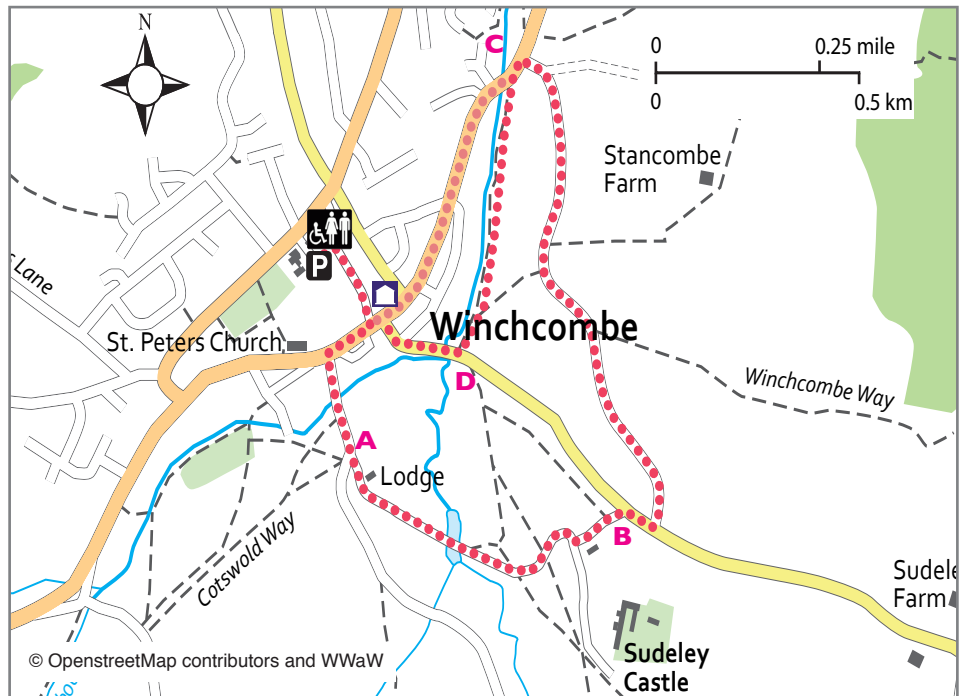 N
C
0
0.25 mile
0
0.5 km
Stancombe
Farm
P
s Lane
St. Peters Church
Winchcombe
D
Winchcombe Way
A
Lodge
B
Cotswold Way
Sudele
Farm
Sudeley
Castle
© OpenstreetMap contributors and WWaW